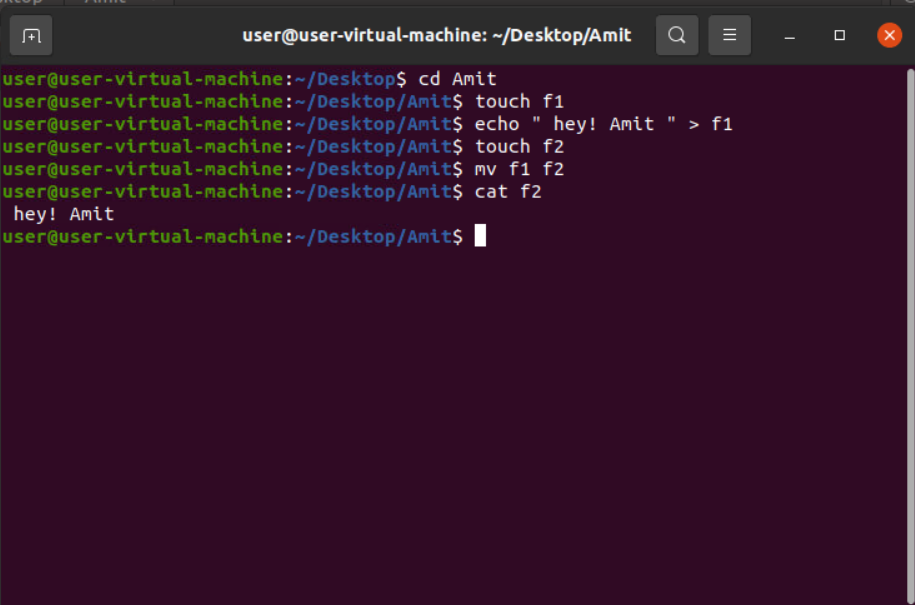 user@user-virtual-machine: ~/Desktop/Amit
user@user-virtual-machine:~/Desktop$ cd Amit
user@user-virtual-machine:~/Desktop/Amit$ touch f1
user@user-virtual-machine:~/Desktop/Amit$ echo " hey! Amit " > f1
user@user-virtual-machine:~/Desktop/Amit$ touch f2
user@user-virtual-machine:~/Desktop/Amit$ mv f1 f2
user@user-virtual-machine:~/Desktop/Amit$ cat f2
 hey! Amit
user@user-virtual-machine:~/Desktop/Amit$